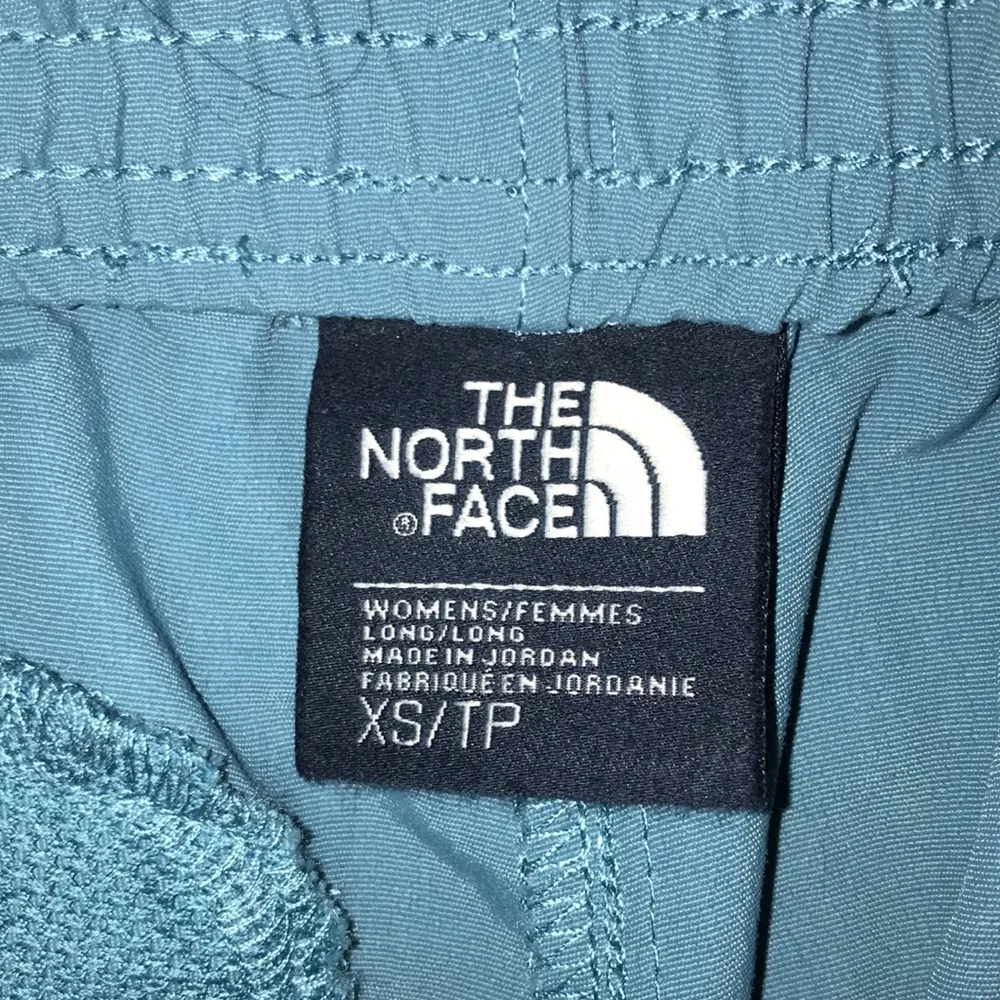 THE
NORTH
® FACE
WOMENS/FEMMES
LONG/LONG
MADE IN JORDAN
FABRIQUÉ EN JORDANIE
XS/TP